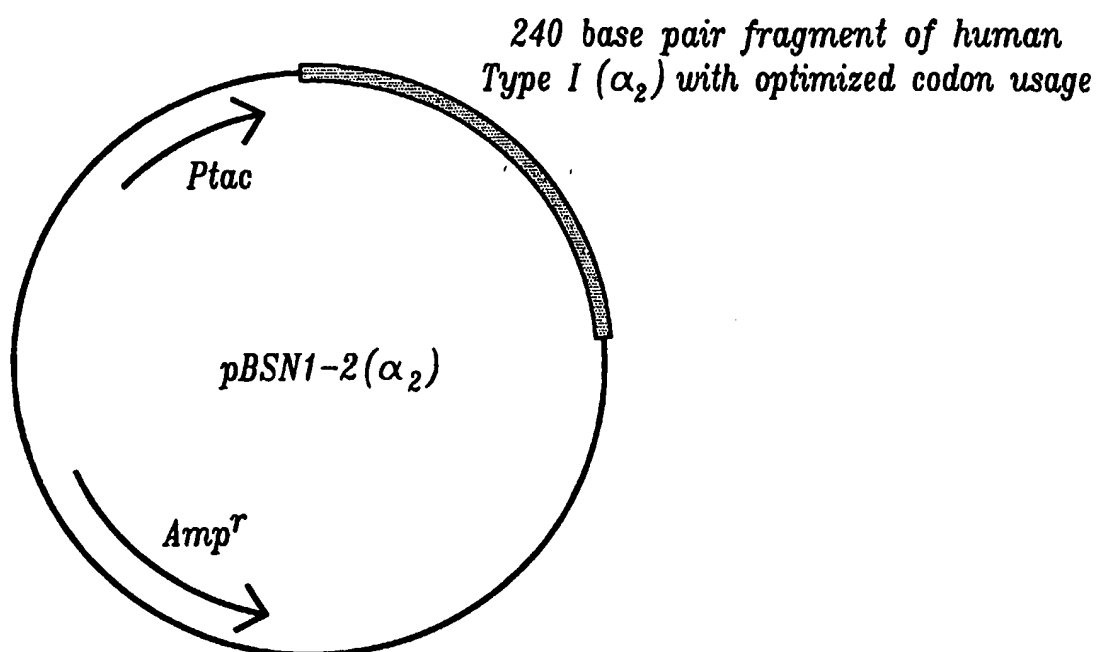 240 base pair fragment of human
Type I (α₂) with optimized codon usage
Ptac
pBSN1-2(α₂)
Ampʳ